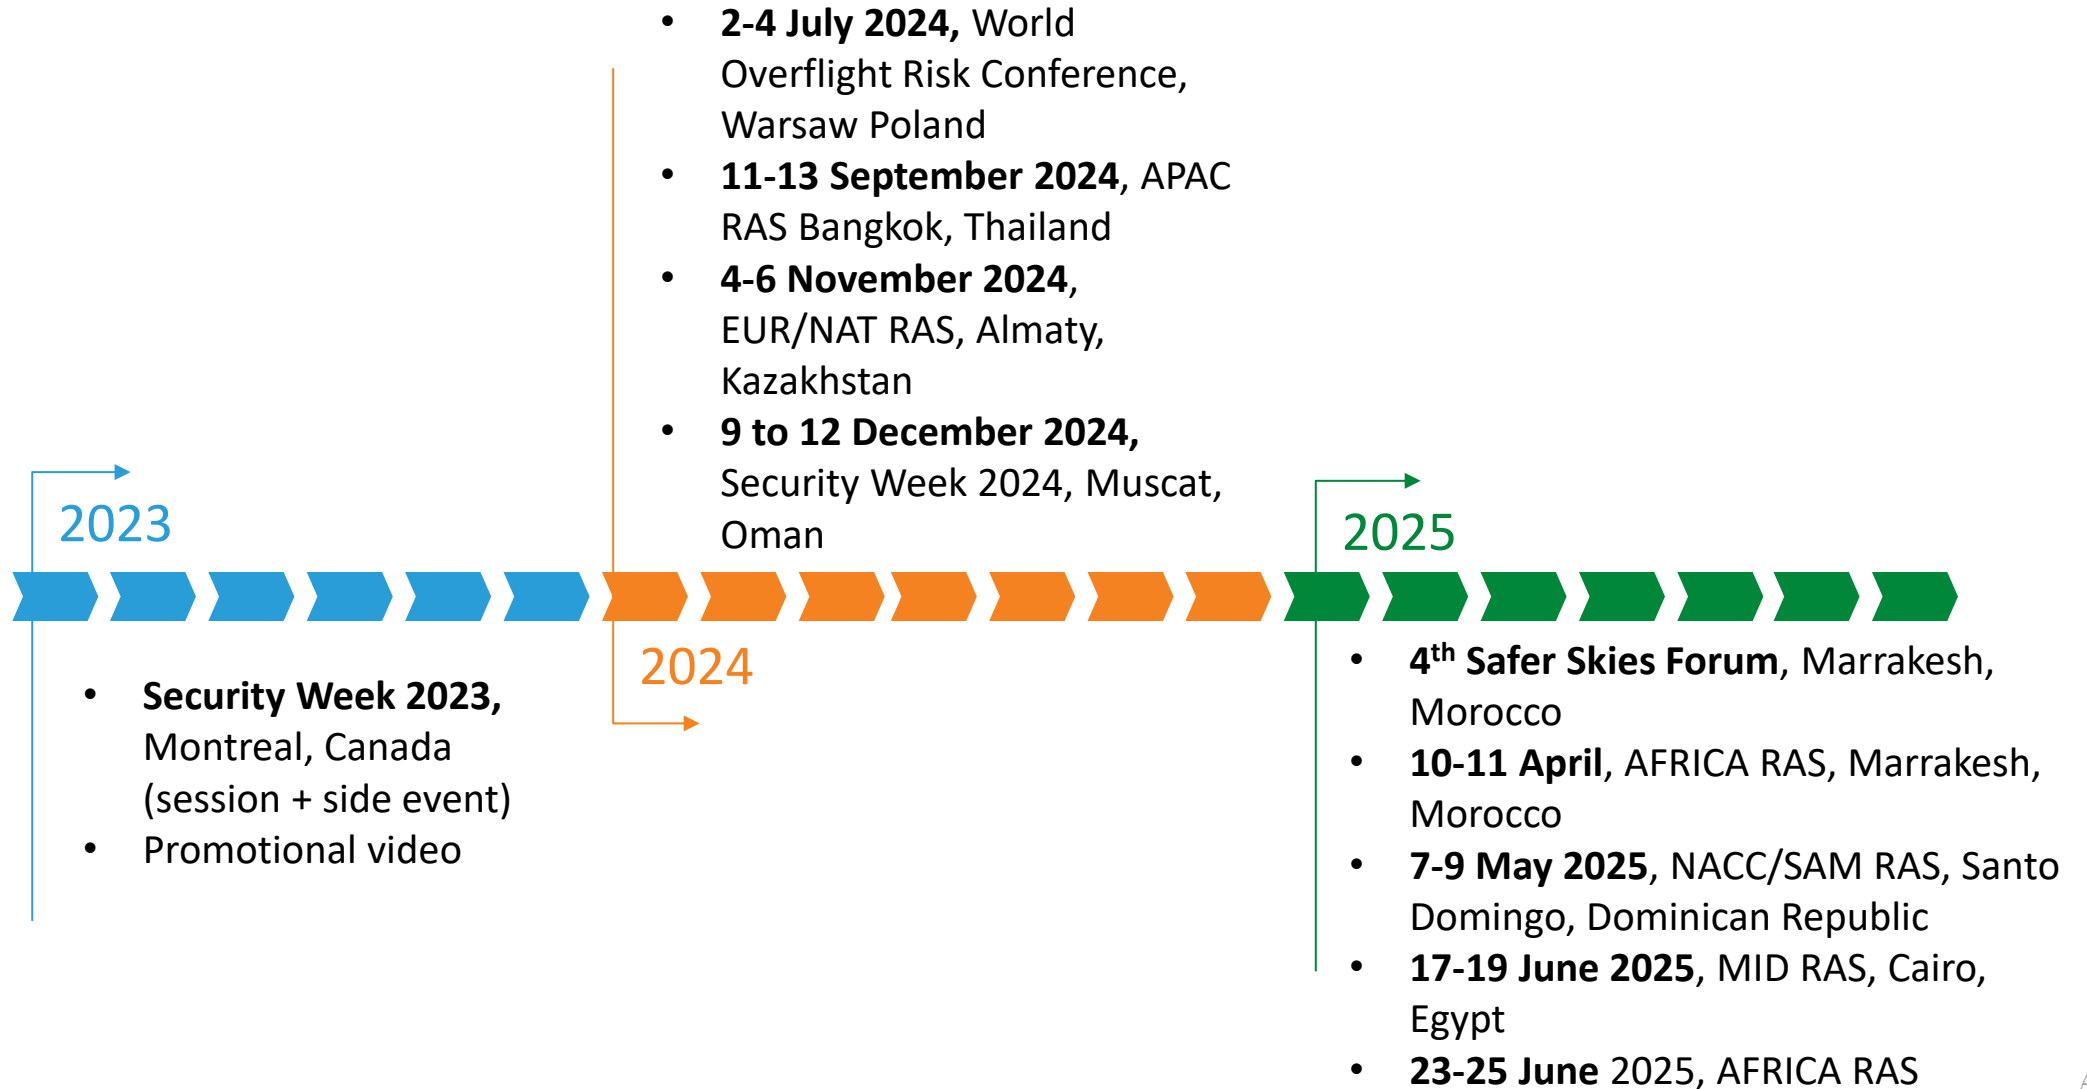 2023
• Security Week 2023,
Montreal, Canada
(session + side event)
• Promotional video
• 2-4 July 2024, World
Overflight Risk Conference,
Warsaw Poland
• 11-13 September 2024, APAC
RAS Bangkok, Thailand
• 4-6 November 2024,
EUR/NAT RAS, Almaty,
Kazakhstan
• 9 to 12 December 2024,
Security Week 2024, Muscat,
Oman
2024
2025
• 4th Safer Skies Forum, Marrakesh,
Morocco
• 10-11 April, AFRICA RAS, Marrakesh,
Morocco
• 7-9 May 2025, NACC/SAM RAS, Santo
Domingo, Dominican Republic
• 17-19 June 2025, MID RAS, Cairo,
Egypt
• 23-25 June 2025, AFRICA RAS